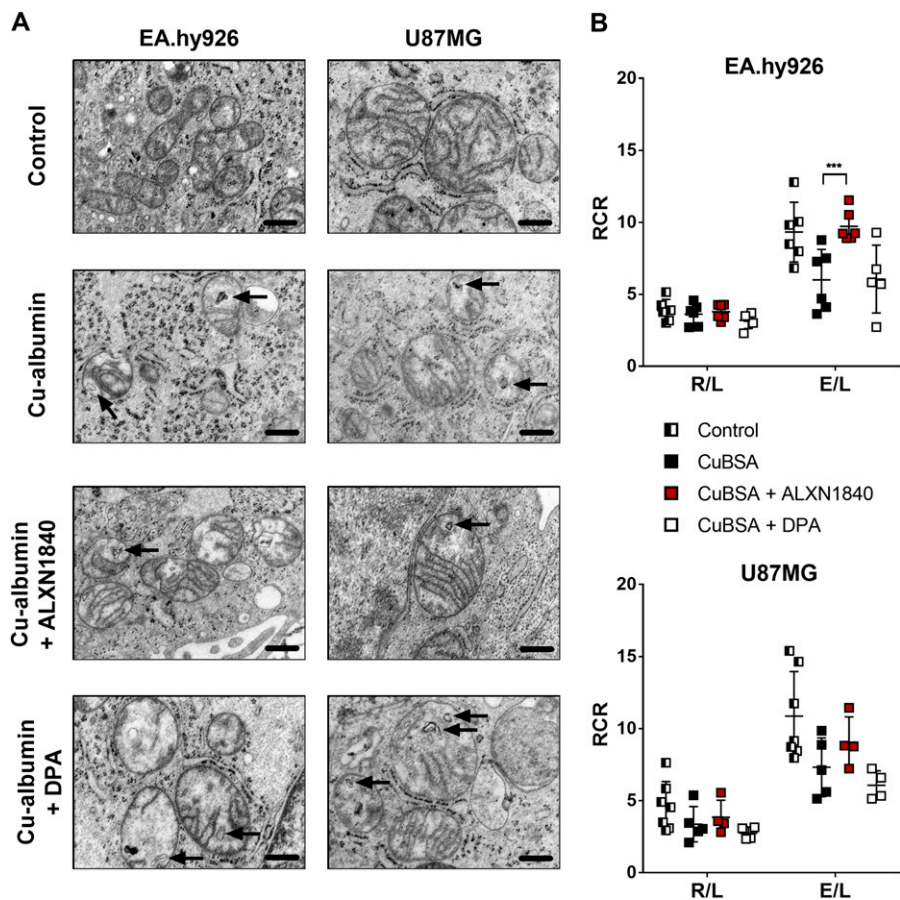 A
EA.hy926
U87MG
Control
Cu-albumin
Cu-albumin
+ ALXN1840
Cu-albumin
+ DPA
B
EA.hy926
RCR
20
15
10
5
0
***
R/L
E/L
Control
CuBSA
CuBSA + ALXN1840
CuBSA + DPA
U87MG
RCR
20
15
10
5
0
R/L
E/L